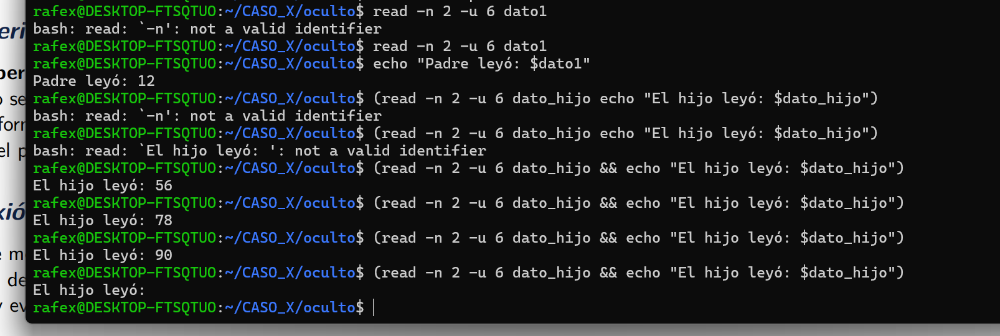 rafex@DESKTOP-FTSQTUO:~/CASO_X/oculto$ read -n 2 -u 6 dato1
bash: read: `-n': not a valid identifier
rafex@DESKTOP-FTSQTUO:~/CASO_X/oculto$ read -n 2 -u 6 dato1
rafex@DESKTOP-FTSQTUO:~/CASO_X/oculto$ echo "Padre leyó: $dato1"
Padre leyó: 12
rafex@DESKTOP-FTSQTUO:~/CASO_X/oculto$ (read -n 2 -u 6 dato_hijo echo "El hijo leyó: $dato_hijo")
bash: read: `-n': not a valid identifier
rafex@DESKTOP-FTSQTUO:~/CASO_X/oculto$ (read -n 2 -u 6 dato_hijo echo "El hijo leyó: $dato_hijo")
bash: read: `El hijo leyó: ': not a valid identifier
rafex@DESKTOP-FTSQTUO:~/CASO_X/oculto$ (read -n 2 -u 6 dato_hijo && echo "El hijo leyó: $dato_hijo")
El hijo leyó: 56
rafex@DESKTOP-FTSQTUO:~/CASO_X/oculto$ (read -n 2 -u 6 dato_hijo && echo "El hijo leyó: $dato_hijo")
El hijo leyó: 78
rafex@DESKTOP-FTSQTUO:~/CASO_X/oculto$ (read -n 2 -u 6 dato_hijo && echo "El hijo leyó: $dato_hijo")
El hijo leyó: 90
rafex@DESKTOP-FTSQTUO:~/CASO_X/oculto$ (read -n 2 -u 6 dato_hijo && echo "El hijo leyó: $dato_hijo")
El hijo leyó:
rafex@DESKTOP-FTSQTUO:~/CASO_X/oculto$